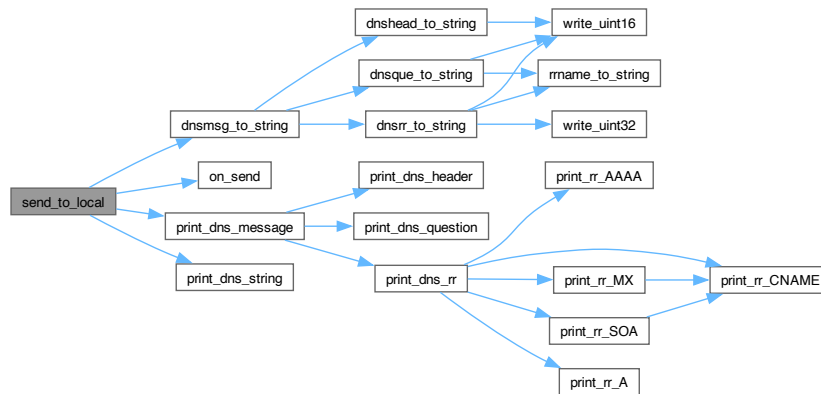 dnshead_to_string
write_uint16
dnsque_to_string
rrname_to_string
dnsmsg_to_string
dnsrr_to_string
write_uint32
on_send
print_dns_header
print_rr_AAAA
send_to_local
print_dns_message
print_dns_question
print_dns_string
print_dns_rr
print_rr_MX
print_rr_CNAME
print_rr_SOA
print_rr_A